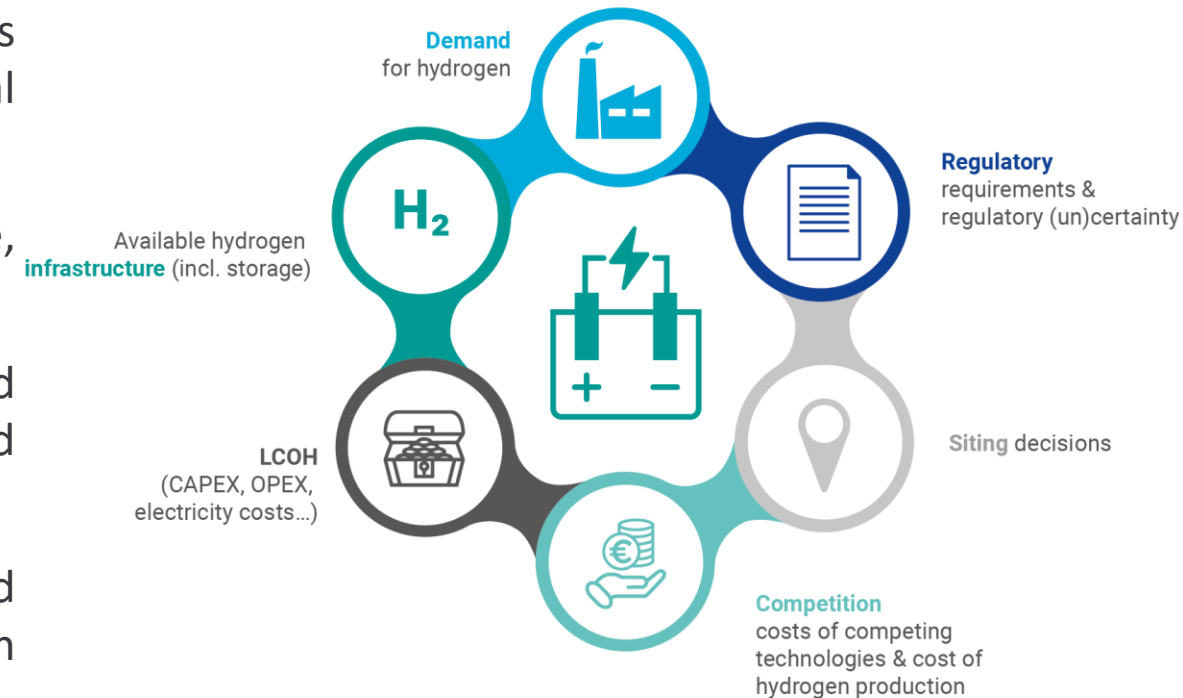 s
al
e,
d
d
d
n
Demand
for hydrogen
Regulatory
requirements &
regulatory (un)certainty
H₂
Available hydrogen
infrastructure (incl. storage)
+ −
LCOH
(CAPEX, OPEX,
electricity costs...)
Siting decisions
€
Competition
costs of competing
technologies & cost of
hydrogen production